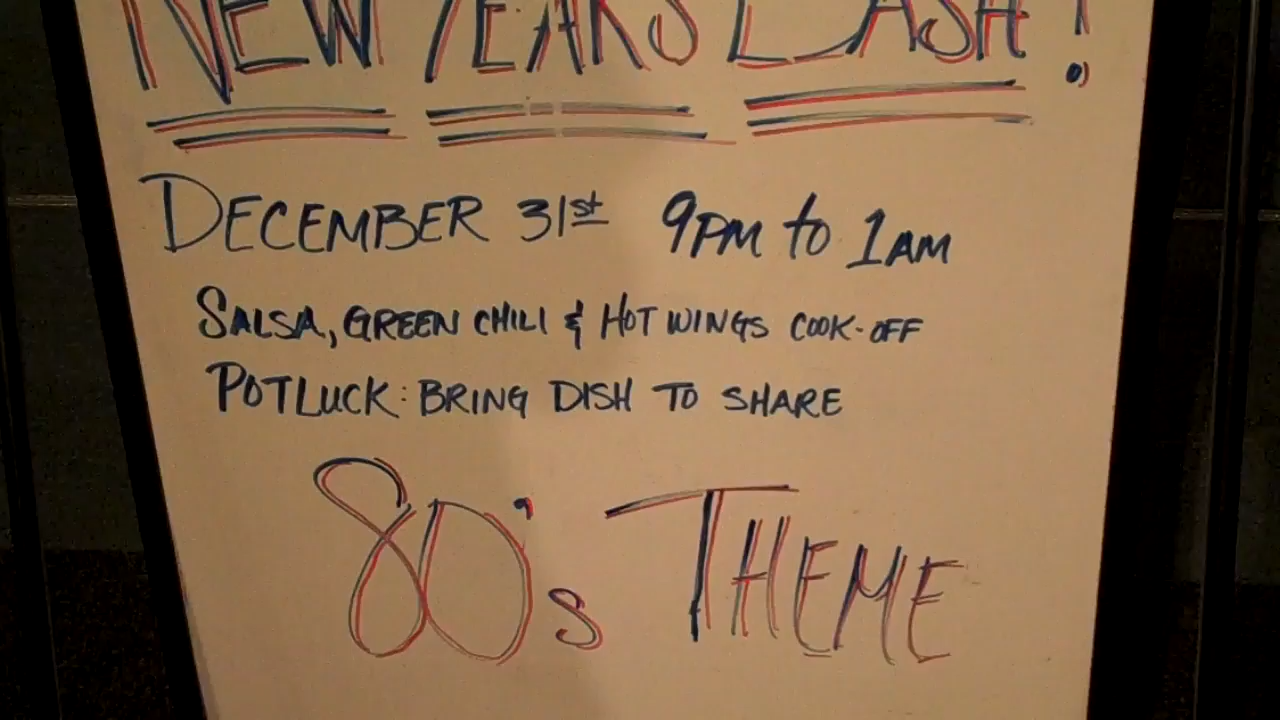 NEW YEARS BASH!
DECEMBER 31st 9PM to 1AM
SALSA, GREEN CHILI & HOT WINGS COOK-OFF
POTLUCK: BRING DISH TO SHARE
80's THEME